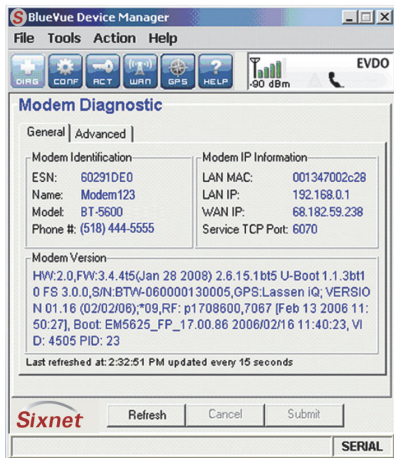 BlueVue Device Manager
File Tools Action Help
DIAG CONF ACT WAN GPS HELP
-90 dBm
EVDO
Modem Diagnostic
General Advanced
Modem Identification
ESN: 60291DE0
Name: Modem123
Model: BT-5600
Phone #: (518) 444-5555
Modem IP Information
LAN MAC: 001347002c28
LAN IP: 192.168.0.1
WAN IP: 68.182.59.238
Service TCP Port: 6070
Modem Version
HW:2.0,FW:3.4.4t5(Jan 28 2008) 2.6.15.1bt5 U-Boot 1.1.3bt1
0 FS 3.0.0,S/N:BTW-060000130005,GPS:Lassen iQ; VERSIO
N 01.16 (02/02/06);*09,RF: p1708600,7067 [Feb 13 2006 11:
50:27], Boot: EM5625_FP_17.00.86 2006/02/16 11:40:23, VI
D: 4505 PID: 23
Last refreshed at:2:32:51 PM updated every 15 seconds
Sixnet
Refresh Cancel Submit
SERIAL